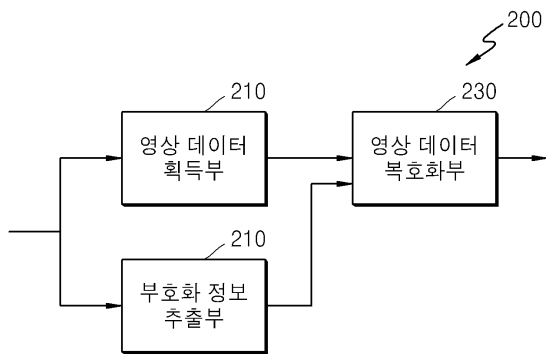 200
210
영상 데이터
획득부
230
영상 데이터
복호화부
210
부호화 정보
추출부